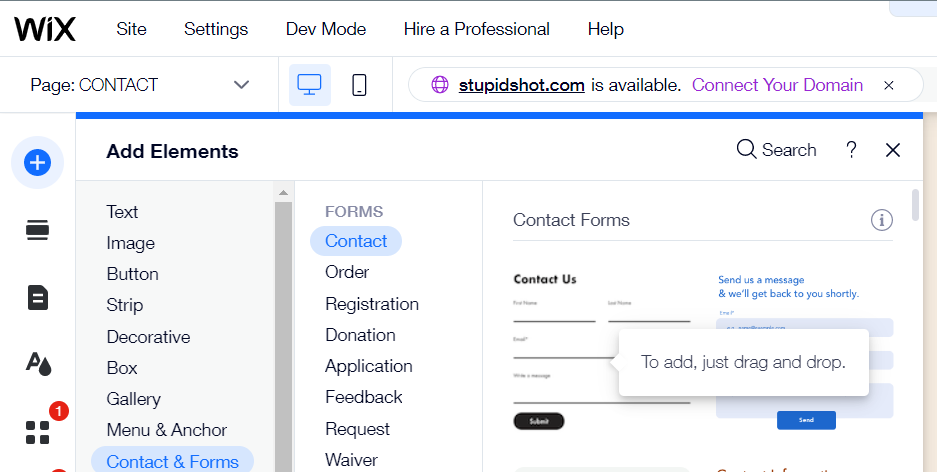 WiX Site Settings Dev Mode Hire a Professional Help
Page: CONTACT stupidshot.com is available. Connect Your Domain
Add Elements Search ?
Text
Image
Button
Strip
Decorative
Box
Gallery
Menu & Anchor
Contact & Forms
1
FORMS
Contact
Order
Registration
Donation
Application
Feedback
Request
Waiver
Contact Forms
Contact Us
First Name Last Name
Email*
Write a message
Submit
Send us a message
& we'll get back to you shortly.
Email*
Send
To add, just drag and drop.